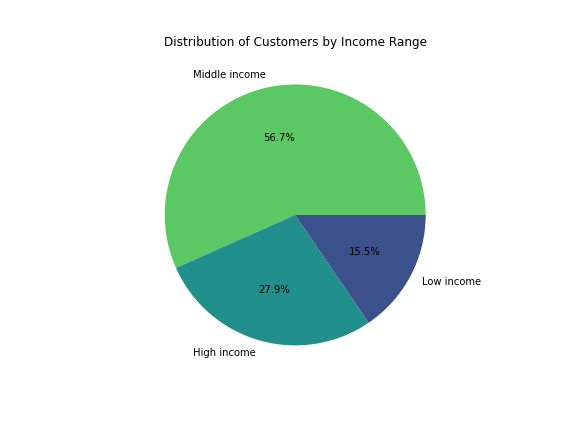 Distribution of Customers by Income Range
Middle income
56.7%
15.5%
Low income
27.9%
High income